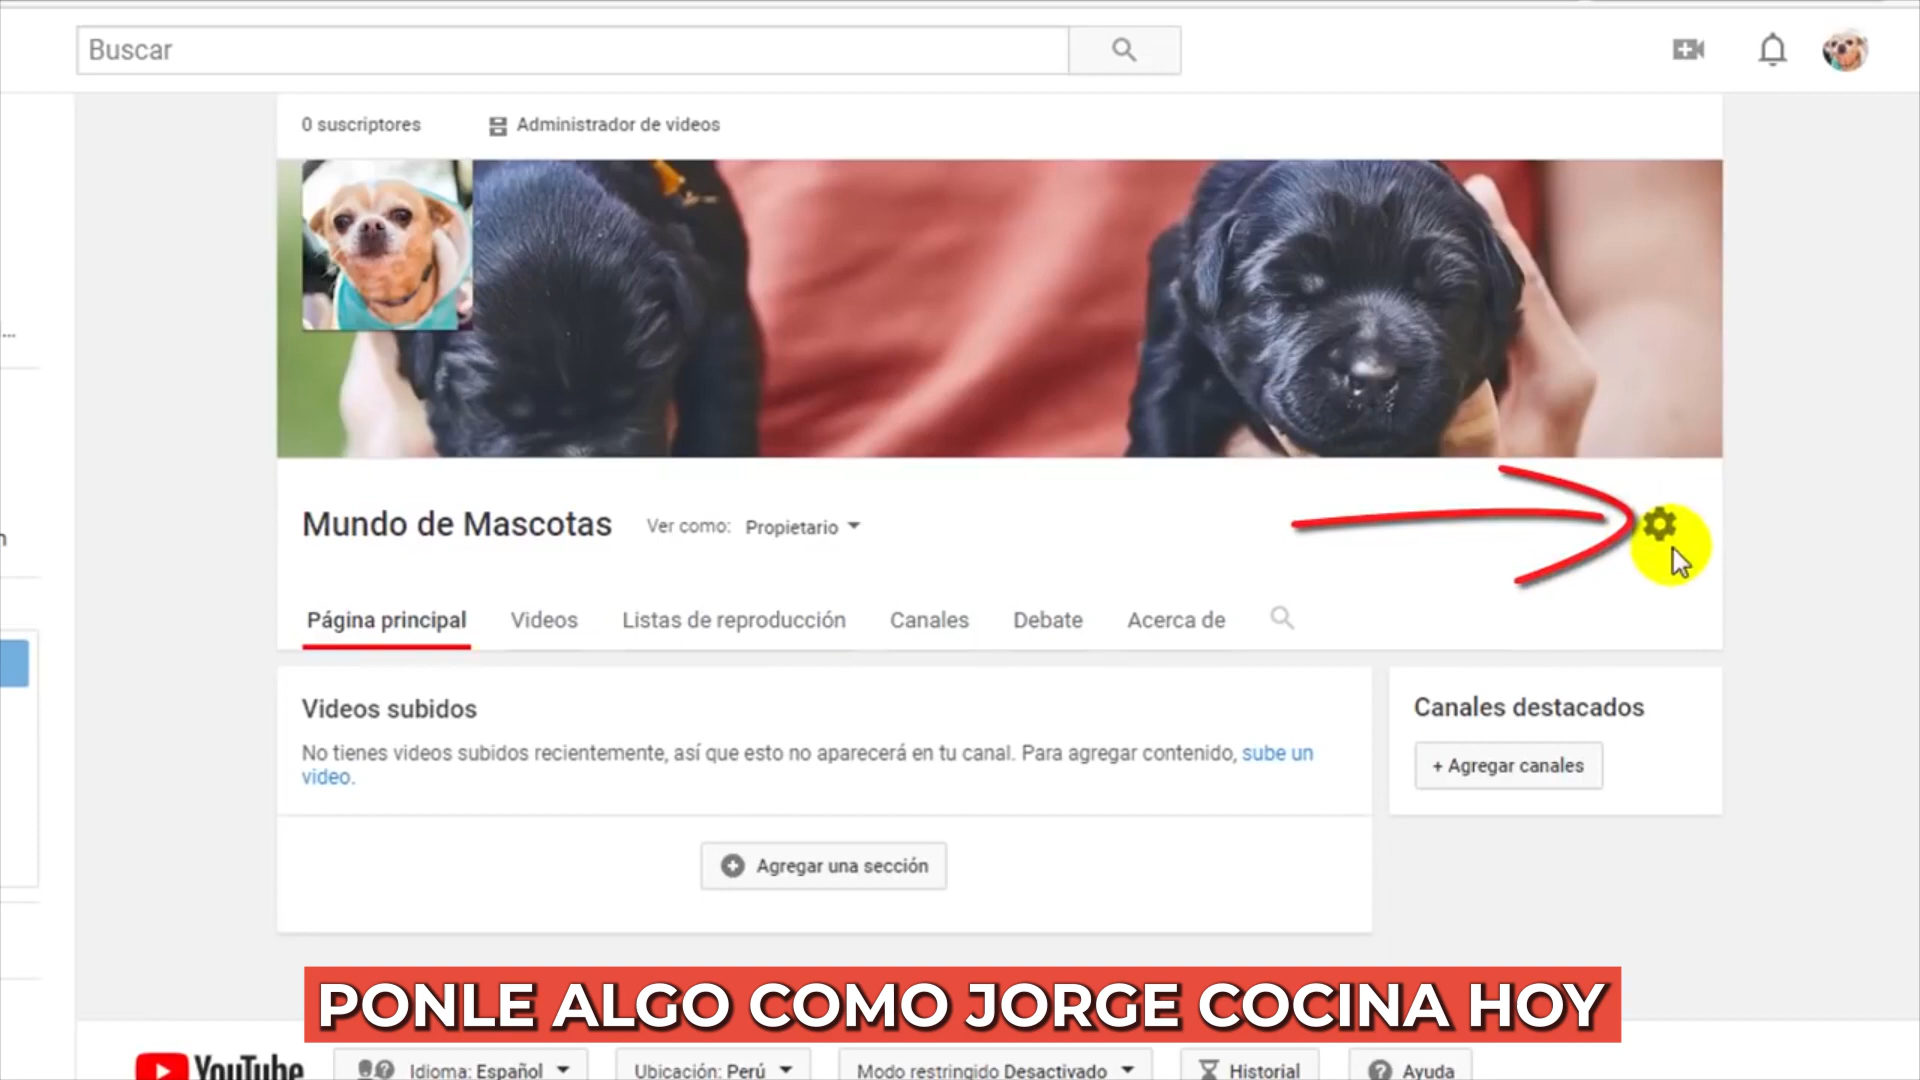 Buscar
0 suscriptores
Administrador de videos
...
Mundo de Mascotas
Ver como: Propietario
n
Página principal
Videos
Listas de reproducción
Canales
Debate
Acerca de
Videos subidos
No tienes videos subidos recientemente, así que esto no aparecerá en tu canal. Para agregar contenido, sube un
video.
Canales destacados
+ Agregar canales
Agregar una sección
PONLE ALGO COMO JORGE COCINA HOY
YouTube
Idioma: Español
Ubicación: Perú
Modo restringido Desactivado
Historial
Ayuda